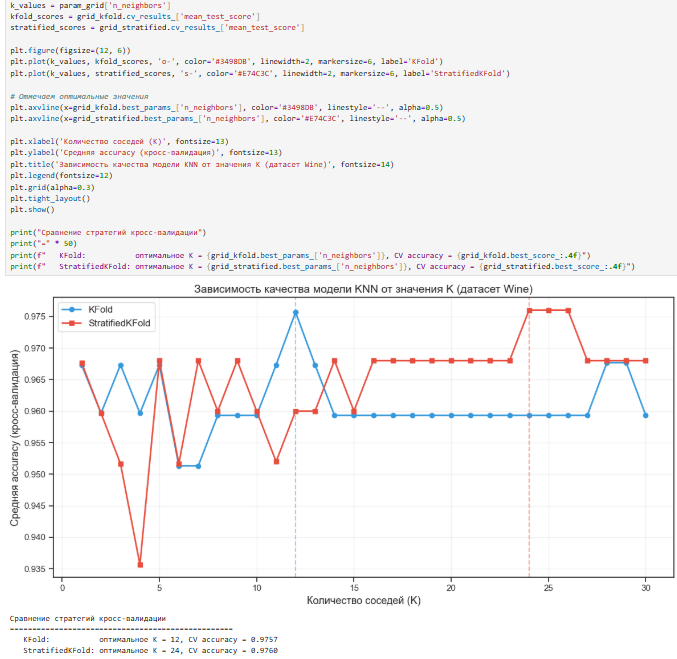 k_values = param_grid['n_neighbors']
kfold_scores = grid_kfold.cv_results_['mean_test_score']
stratified_scores = grid_stratified.cv_results_['mean_test_score']
plt.figure(figsize=(12, 6))
plt.plot(k_values, kfold_scores, 'o-', color='#3498DB', linewidth=2, markersize=6, label='KFold')
plt.plot(k_values, stratified_scores, 's-', color='#E74C3C', linewidth=2, markersize=6, label='StratifiedKFold')
# Отмечаем оптимальные значения
plt.axvline(x=grid_kfold.best_params_['n_neighbors'], color='#3498DB', linestyle='--', alpha=0.5)
plt.axvline(x=grid_stratified.best_params_['n_neighbors'], color='#E74C3C', linestyle='--', alpha=0.5)
plt.xlabel('Количество соседей (K)', fontsize=13)
plt.ylabel('Средняя accuracy (кросс-валидация)', fontsize=13)
plt.title('Зависимость качества модели KNN от значения K (датасет Wine)', fontsize=14)
plt.legend(fontsize=12)
plt.grid(alpha=0.3)
plt.tight_layout()
plt.show()
print("Сравнение стратегий кросс-валидации")
print("=" * 50)
print(f"   KFold:           оптимальное K = {grid_kfold.best_params_['n_neighbors']}, CV accuracy = {grid_kfold.best_score_:.4f}")
print(f"   StratifiedKFold: оптимальное K = {grid_stratified.best_params_['n_neighbors']}, CV accuracy = {grid_stratified.best_score_:.4f}")
Зависимость качества модели KNN от значения K (датасет Wine)
KFold
StratifiedKFold
0.975
0.970
0.965
0.960
0.955
0.950
0.945
0.940
0.935
Средняя accuracy (кросс-валидация)
0 5 10 15 20 25 30
Количество соседей (K)
Сравнение стратегий кросс-валидации
==================================================
KFold:           оптимальное K = 12, CV accuracy = 0.9757
StratifiedKFold: оптимальное K = 24, CV accuracy = 0.9760